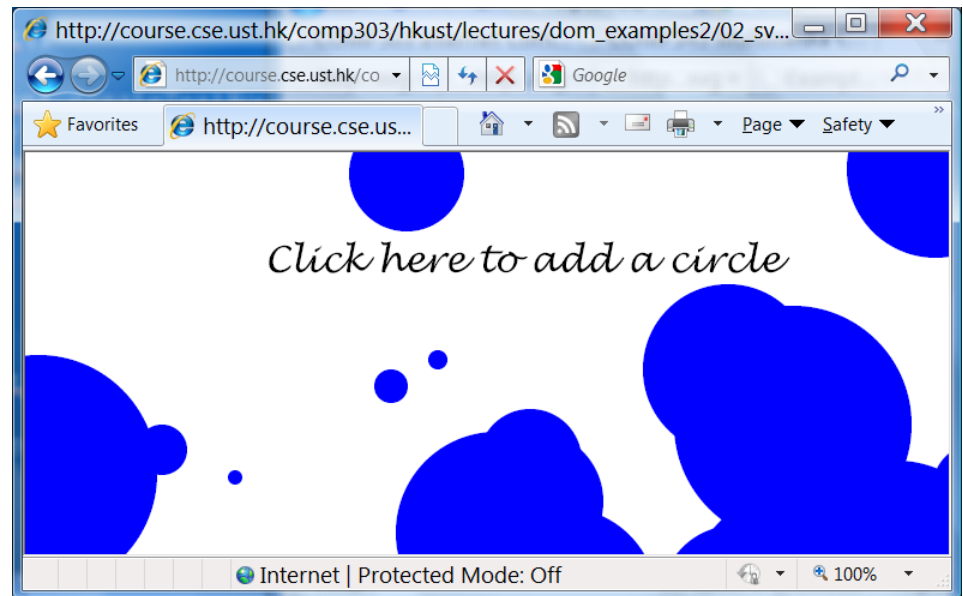 http://course.cse.ust.hk/comp303/hkust/lectures/dom_examples2/02_sv...
http://course.cse.ust.hk/co Google
Favorites http://course.cse.us... Page Safety »
Click here to add a circle
Internet | Protected Mode: Off 100%